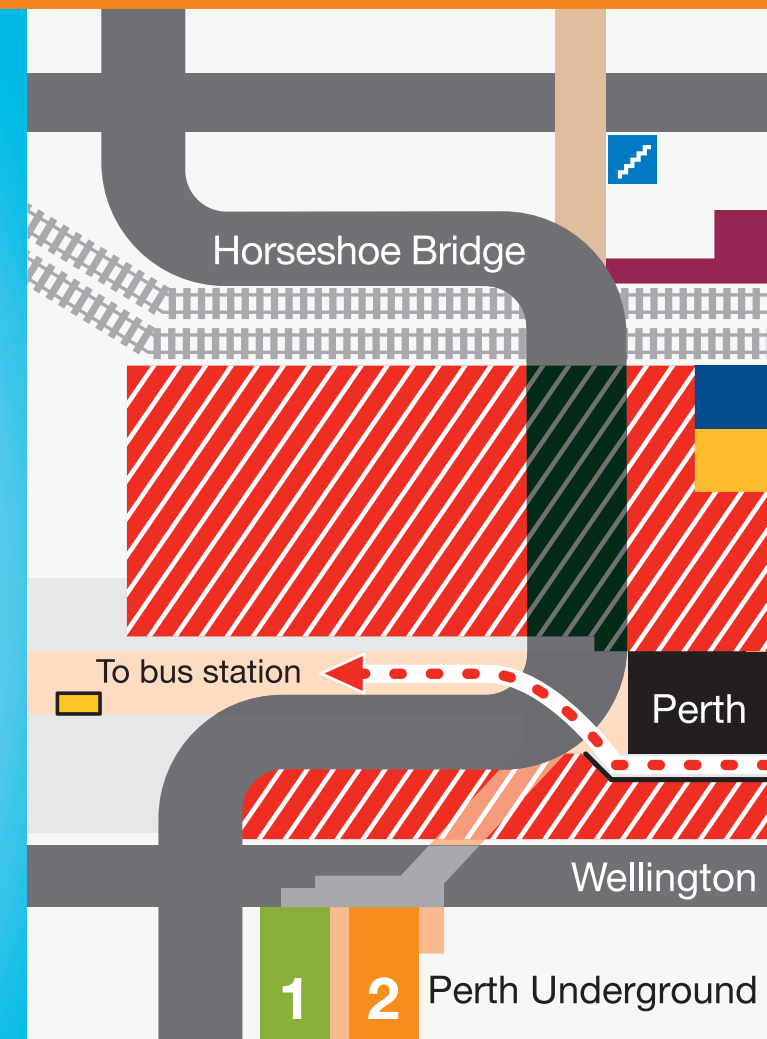 Horseshoe Bridge
To bus station
Perth
Wellington
1 2 Perth Underground